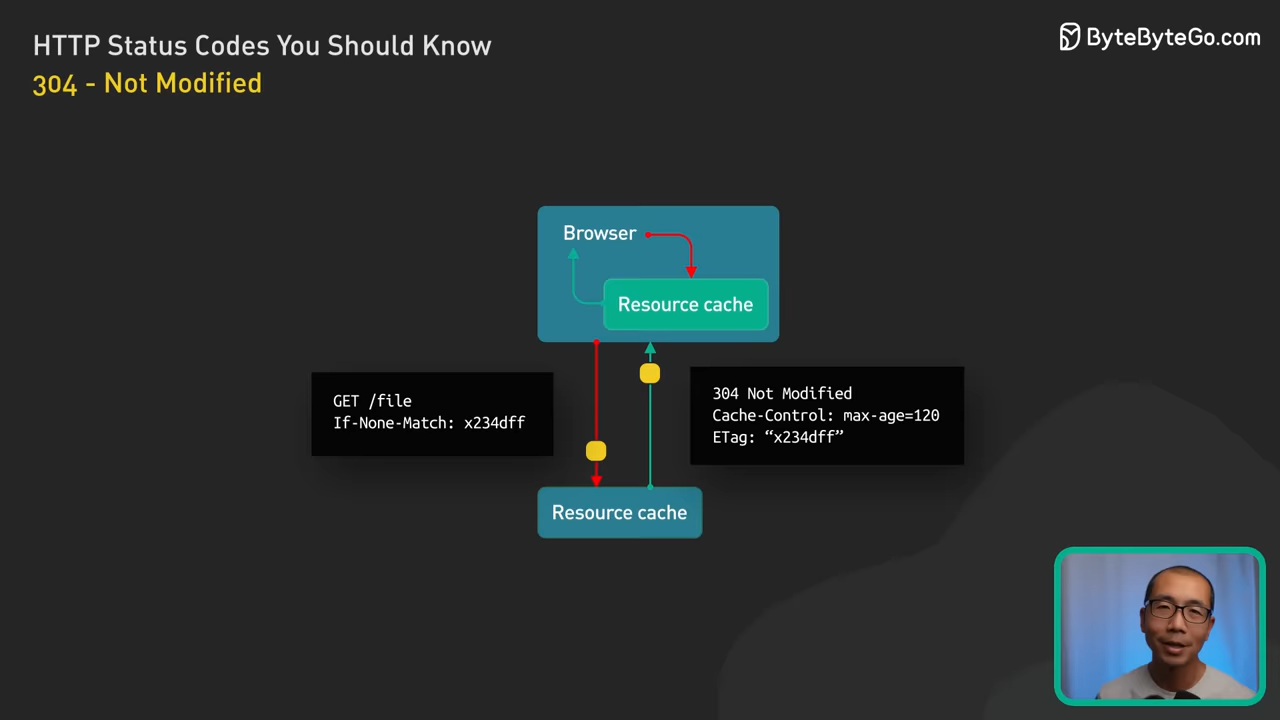 HTTP Status Codes You Should Know
304 - Not Modified
ByteByteGo.com
Browser
Resource cache
GET /file
If-None-Match: x234dff
304 Not Modified
Cache-Control: max-age=120
ETag: “x234dff”
Resource cache